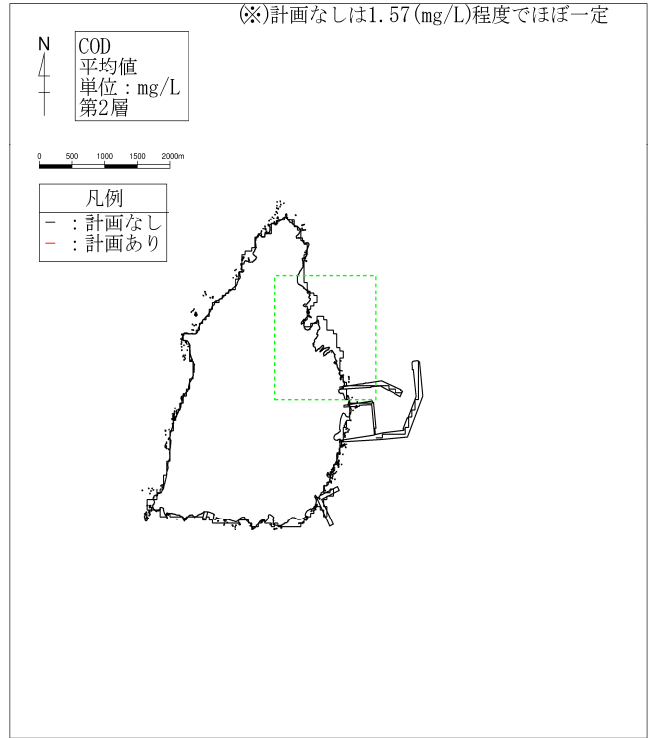 (※)計画なしは1.57(mg/L)程度でほぼ一定
N
COD
平均値
単位：mg/L
第2層
0 500 1000 1500 2000m
凡例
－：計画なし
－：計画あり